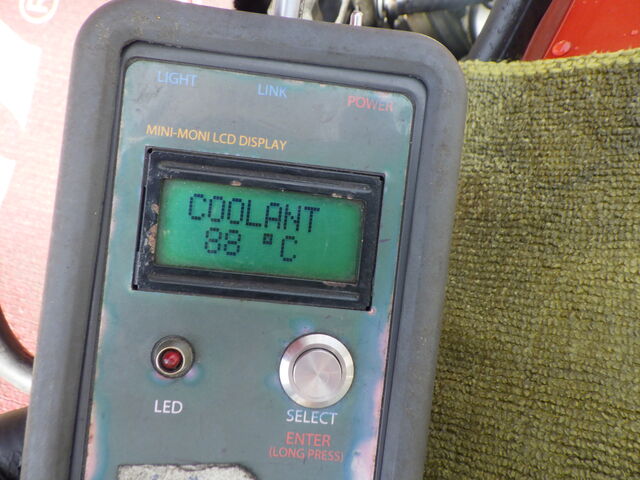 ®
LIGHT
LINK
POWER
MINI-MONI LCD DISPLAY
COOLANT
88 °C
LED
SELECT
ENTER
(LONG PRESS)